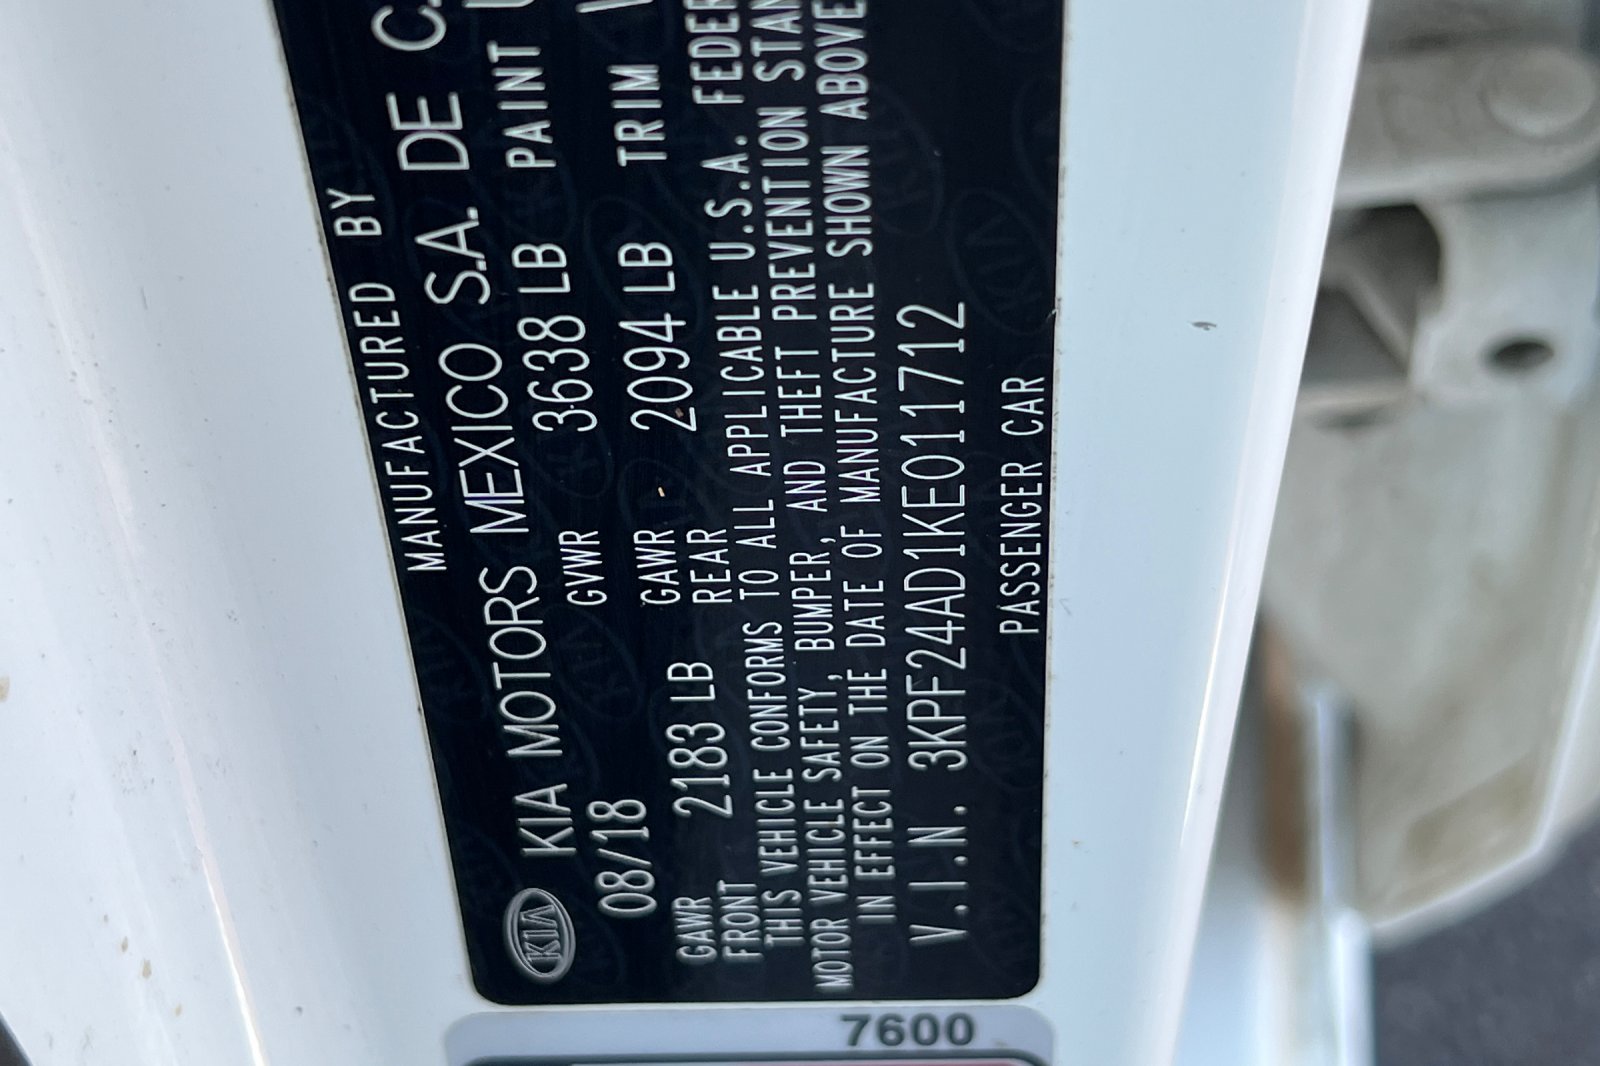 MANUFACTURED BY
KIA
KIA MOTORS MEXICO S.A. DE C.
08/18 GVWR 3638 LB PAINT
GAWR FRONT 2183 LB GAWR REAR 2094 LB TRIM
THIS VEHICLE CONFORMS TO ALL APPLICABLE U.S.A. FEDER
MOTOR VEHICLE SAFETY, BUMPER, AND THEFT PREVENTION STAN
IN EFFECT ON THE DATE OF MANUFACTURE SHOWN ABOVE
V.I.N. 3KPF24AD1KE011712
PASSENGER CAR
7600